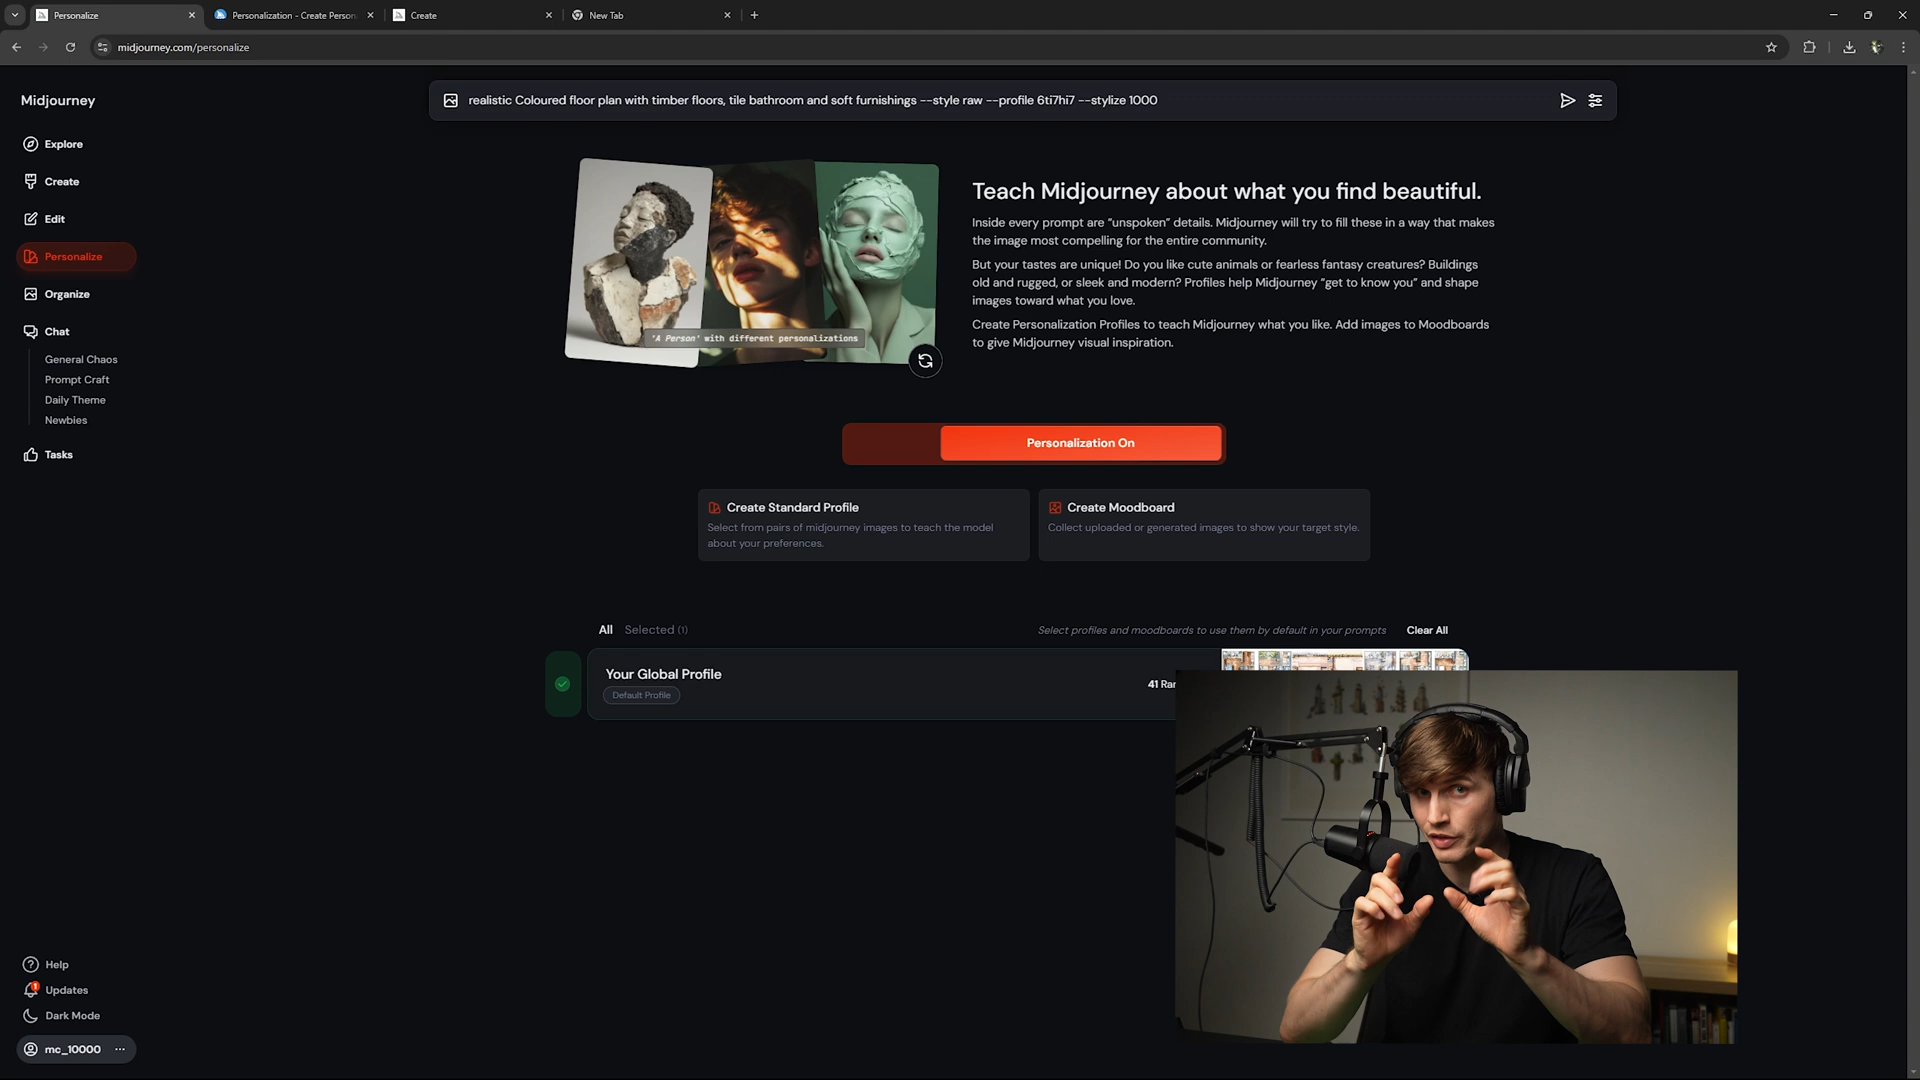 Personalize
Personalization - Create Person
Create
New Tab
midjourney.com/personalize
Midjourney
realistic Coloured floor plan with timber floors, tile bathroom and soft furnishings --style raw --profile 6ti7hi7 --stylize 1000
Explore
Create
Edit
Personalize
Organize
Chat
General Chaos
Prompt Craft
Daily Theme
Newbies
Tasks
'A Person' with different personalizations
Teach Midjourney about what you find beautiful.
Inside every prompt are “unspoken” details. Midjourney will try to fill these in a way that makes
the image most compelling for the entire community.
But your tastes are unique! Do you like cute animals or fearless fantasy creatures? Buildings
old and rugged, or sleek and modern? Profiles help Midjourney “get to know you” and shape
images toward what you love.
Create Personalization Profiles to teach Midjourney what you like. Add images to Moodboards
to give Midjourney visual inspiration.
Personalization On
Create Standard Profile
Select from pairs of midjourney images to teach the model
about your preferences.
Create Moodboard
Collect uploaded or generated images to show your target style.
All Selected (1)
Select profiles and moodboards to use them by default in your prompts
Clear All
Your Global Profile
Default Profile
41 Ran
Help
1
Updates
Dark Mode
mc_10000